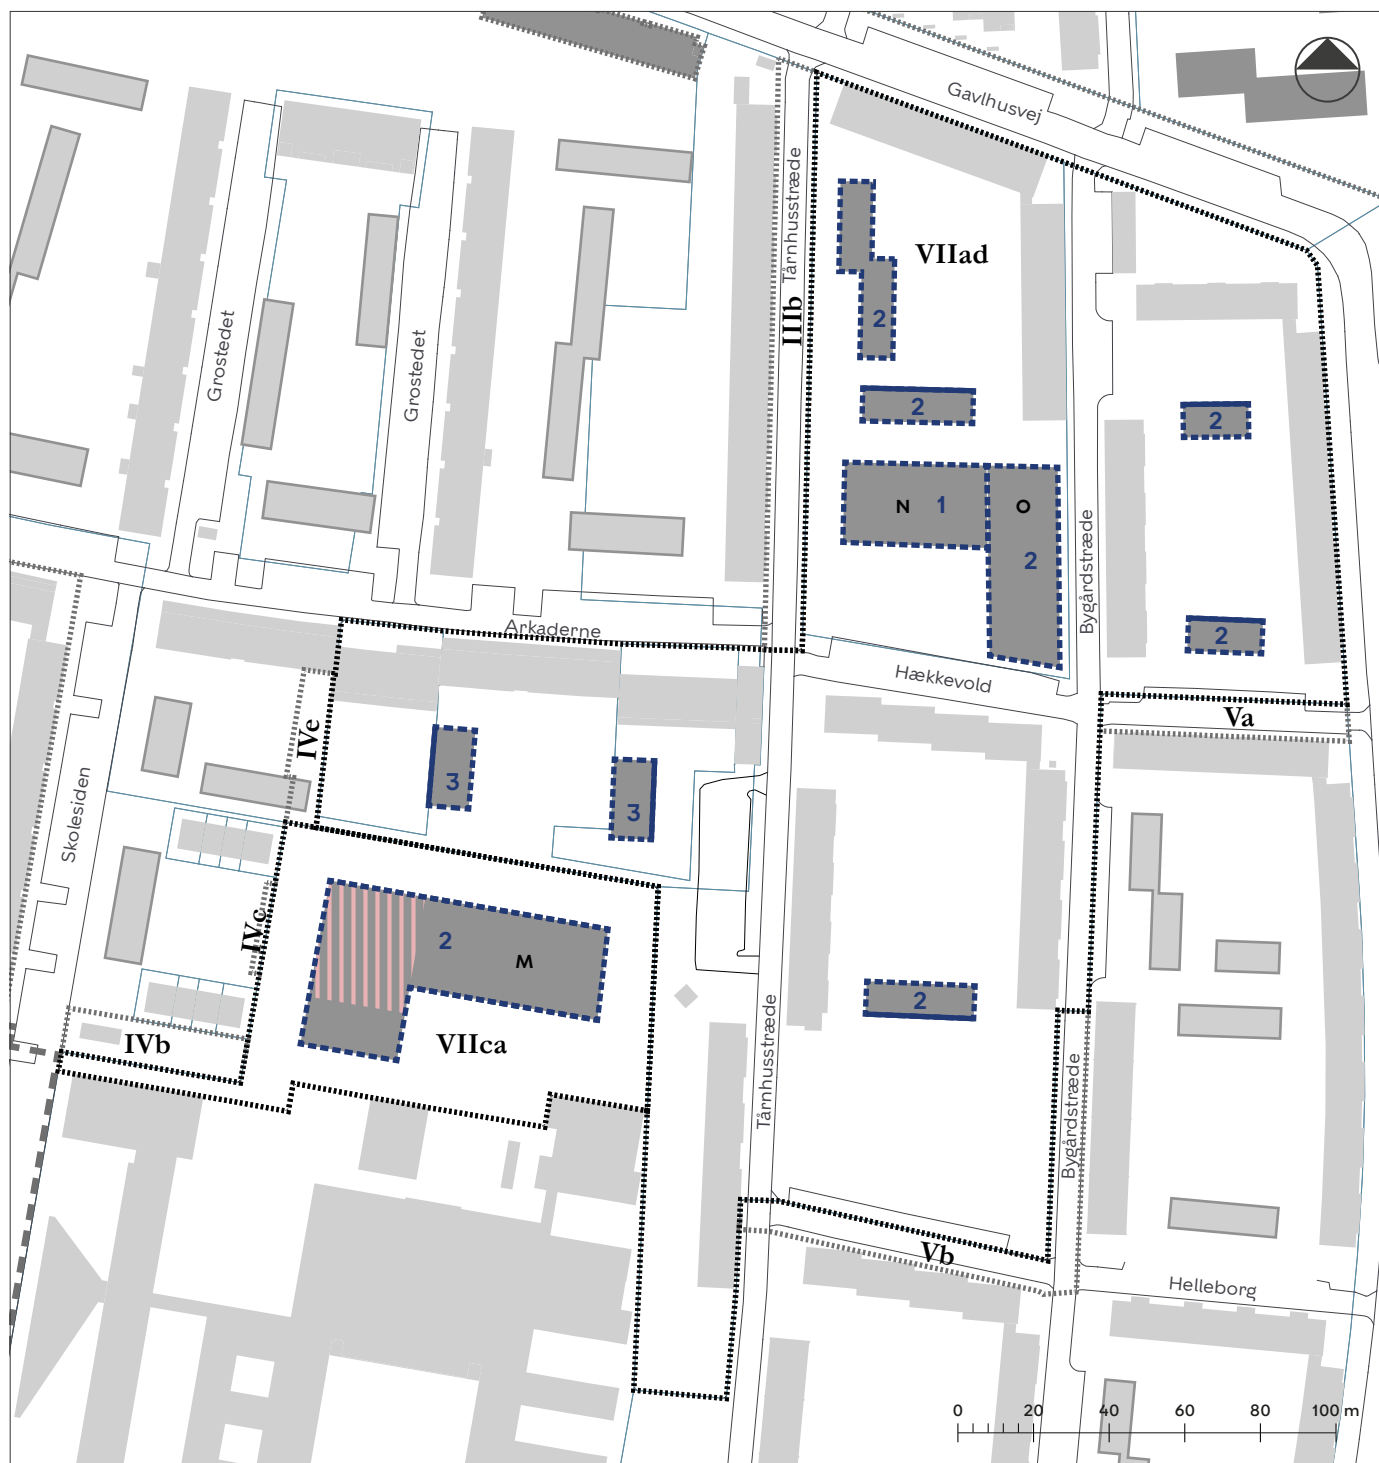 Gavlhusvej
Tårnhusstræde
VIIad
IIIb
2
Grostedet
Grostedet
2
2
N
1
O
2
Bygårdstræde
Arkaderne
2
Hækkevold
Va
IVe
3
3
Skolesiden
IVc
2
M
2
IVb
VIIca
Tårnhusstræde
Bygårdstræde
Vb
Helleborg
0
20
40
60
80
100 m